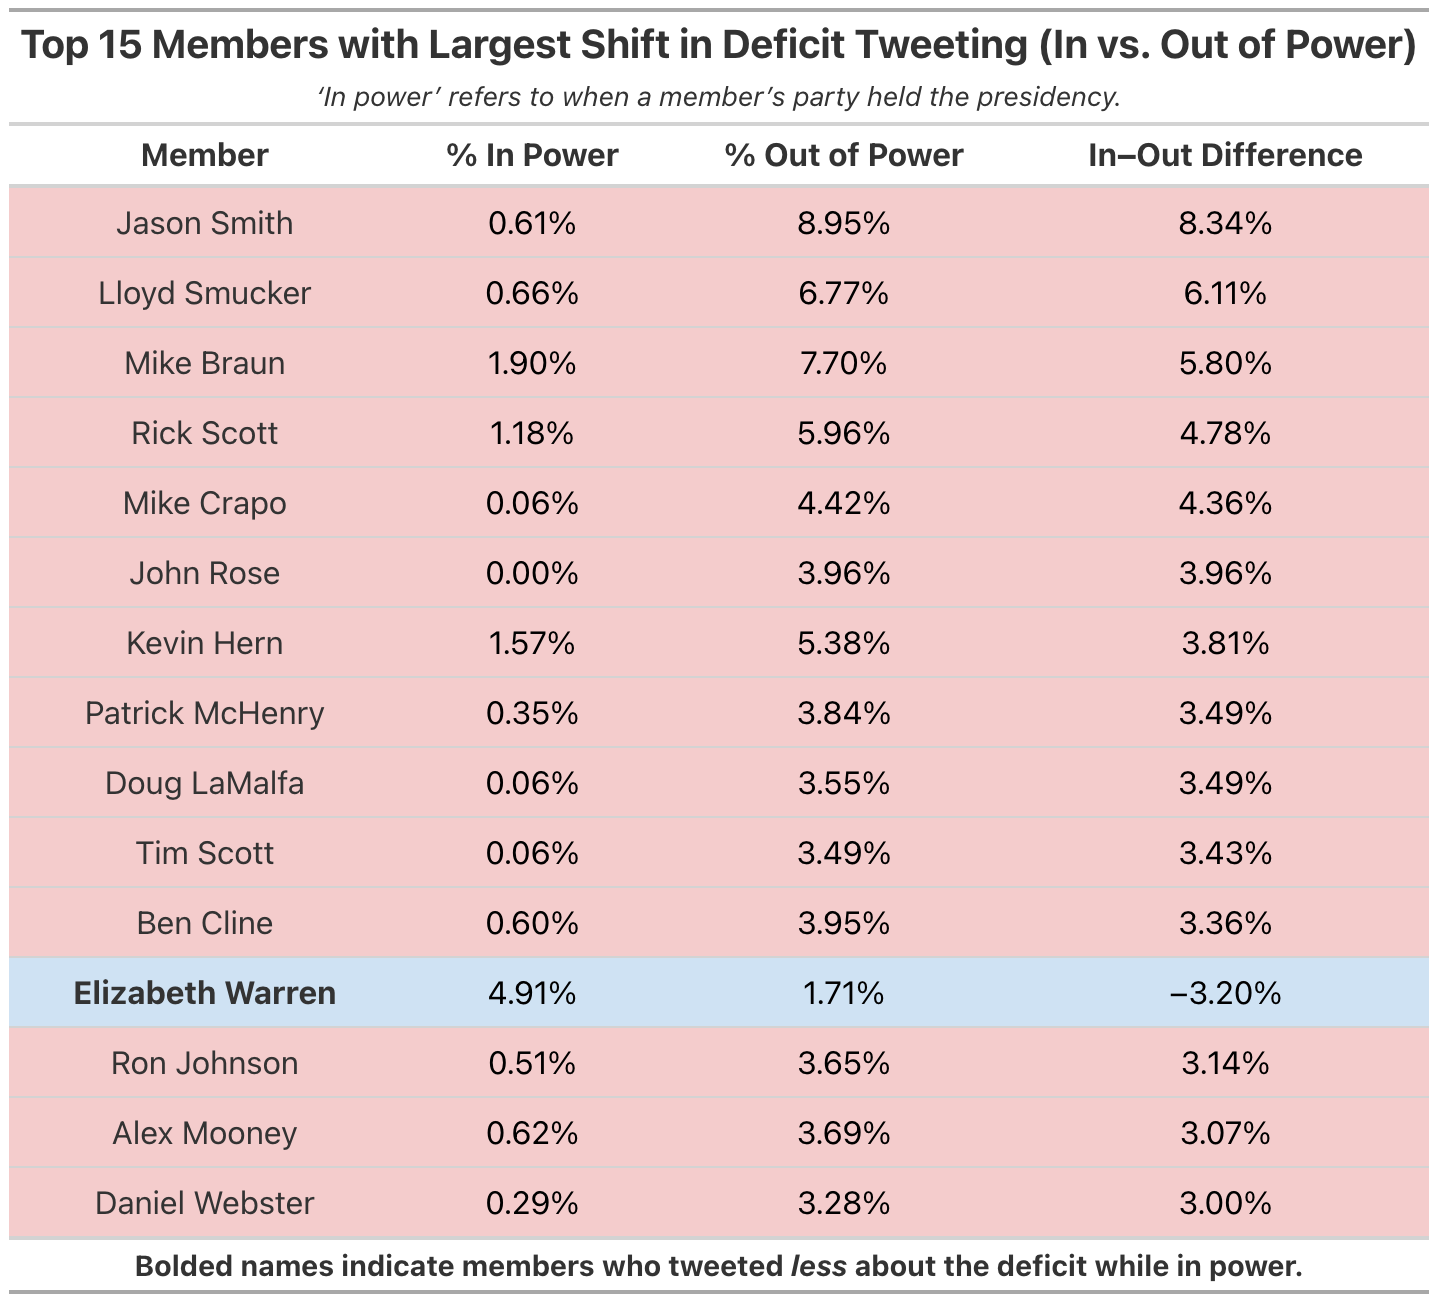 Top 15 Members with Largest Shift in Deficit Tweeting (In vs. Out of Power)
‘In power’ refers to when a member’s party held the presidency.
Member % In Power % Out of Power In–Out Difference
Jason Smith 0.61% 8.95% 8.34%
Lloyd Smucker 0.66% 6.77% 6.11%
Mike Braun 1.90% 7.70% 5.80%
Rick Scott 1.18% 5.96% 4.78%
Mike Crapo 0.06% 4.42% 4.36%
John Rose 0.00% 3.96% 3.96%
Kevin Hern 1.57% 5.38% 3.81%
Patrick McHenry 0.35% 3.84% 3.49%
Doug LaMalfa 0.06% 3.55% 3.49%
Tim Scott 0.06% 3.49% 3.43%
Ben Cline 0.60% 3.95% 3.36%
Elizabeth Warren 4.91% 1.71% −3.20%
Ron Johnson 0.51% 3.65% 3.14%
Alex Mooney 0.62% 3.69% 3.07%
Daniel Webster 0.29% 3.28% 3.00%
Bolded names indicate members who tweeted less about the deficit while in power.